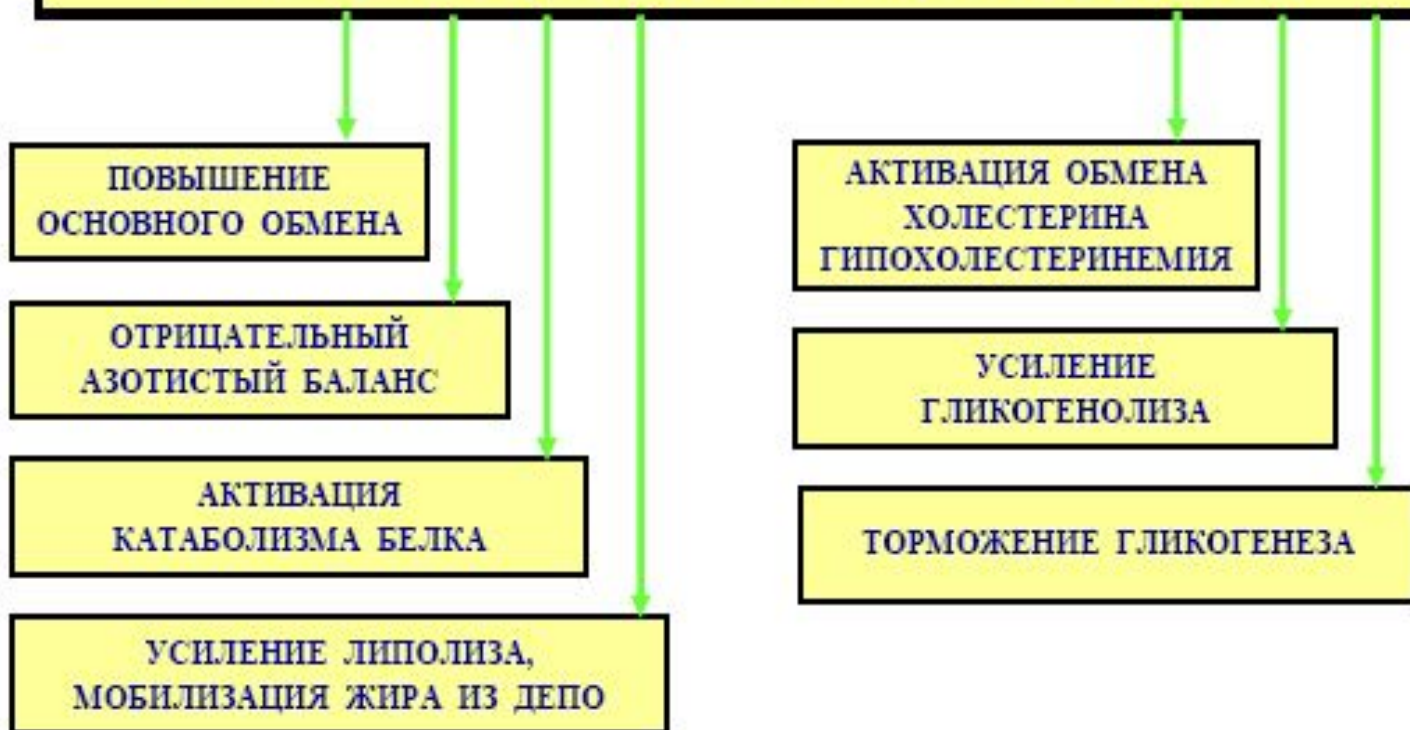 ПОВЫШЕНИЕ
ОСНОВНОГО ОБМЕНА
ОТРИЦАТЕЛЬНЫЙ
АЗОТИСТЫЙ БАЛАНС
АКТИВАЦИЯ
КАТАБОЛИЗМА БЕЛКА
УСИЛЕНИЕ ЛИПОЛИЗА,
МОБИЛИЗАЦИЯ ЖИРА ИЗ ДЕПО
АКТИВАЦИЯ ОБМЕНА
ХОЛЕСТЕРИНА
ГИПОХОЛЕСТЕРИНЕМИЯ
УСИЛЕНИЕ
ГЛИКОГЕНОЛИЗА
ТОРМОЖЕНИЕ ГЛИКОГЕНЕЗА